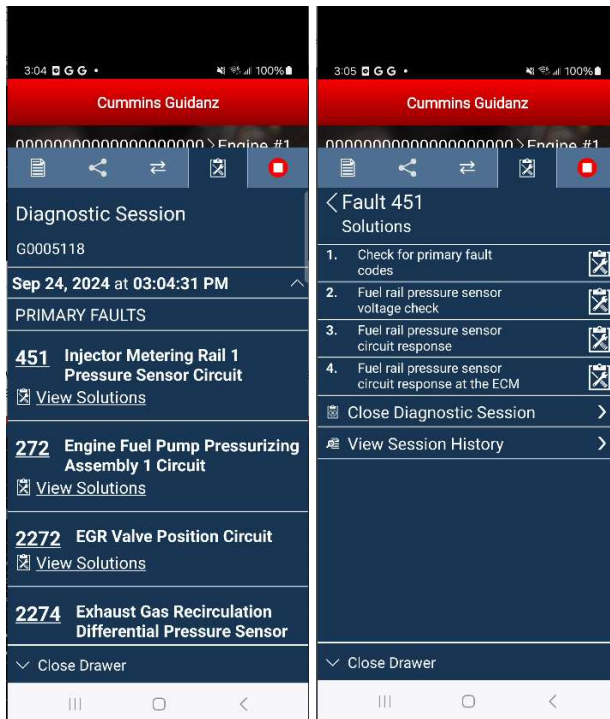 3:04 G G •
100%
Cummins Guidanz
00000000000000000000 > Engine #1
Diagnostic Session
G0005118
Sep 24, 2024 at 03:04:31 PM
PRIMARY FAULTS
451 Injector Metering Rail 1
Pressure Sensor Circuit
View Solutions
272 Engine Fuel Pump Pressurizing
Assembly 1 Circuit
View Solutions
2272 EGR Valve Position Circuit
View Solutions
2274 Exhaust Gas Recirculation
Differential Pressure Sensor
Close Drawer
3:05 G G •
100%
Cummins Guidanz
00000000000000000000 > Engine #1
Fault 451
Solutions
1. Check for primary fault
codes
2. Fuel rail pressure sensor
voltage check
3. Fuel rail pressure sensor
circuit response
4. Fuel rail pressure sensor
circuit response at the ECM
Close Diagnostic Session
View Session History
Close Drawer